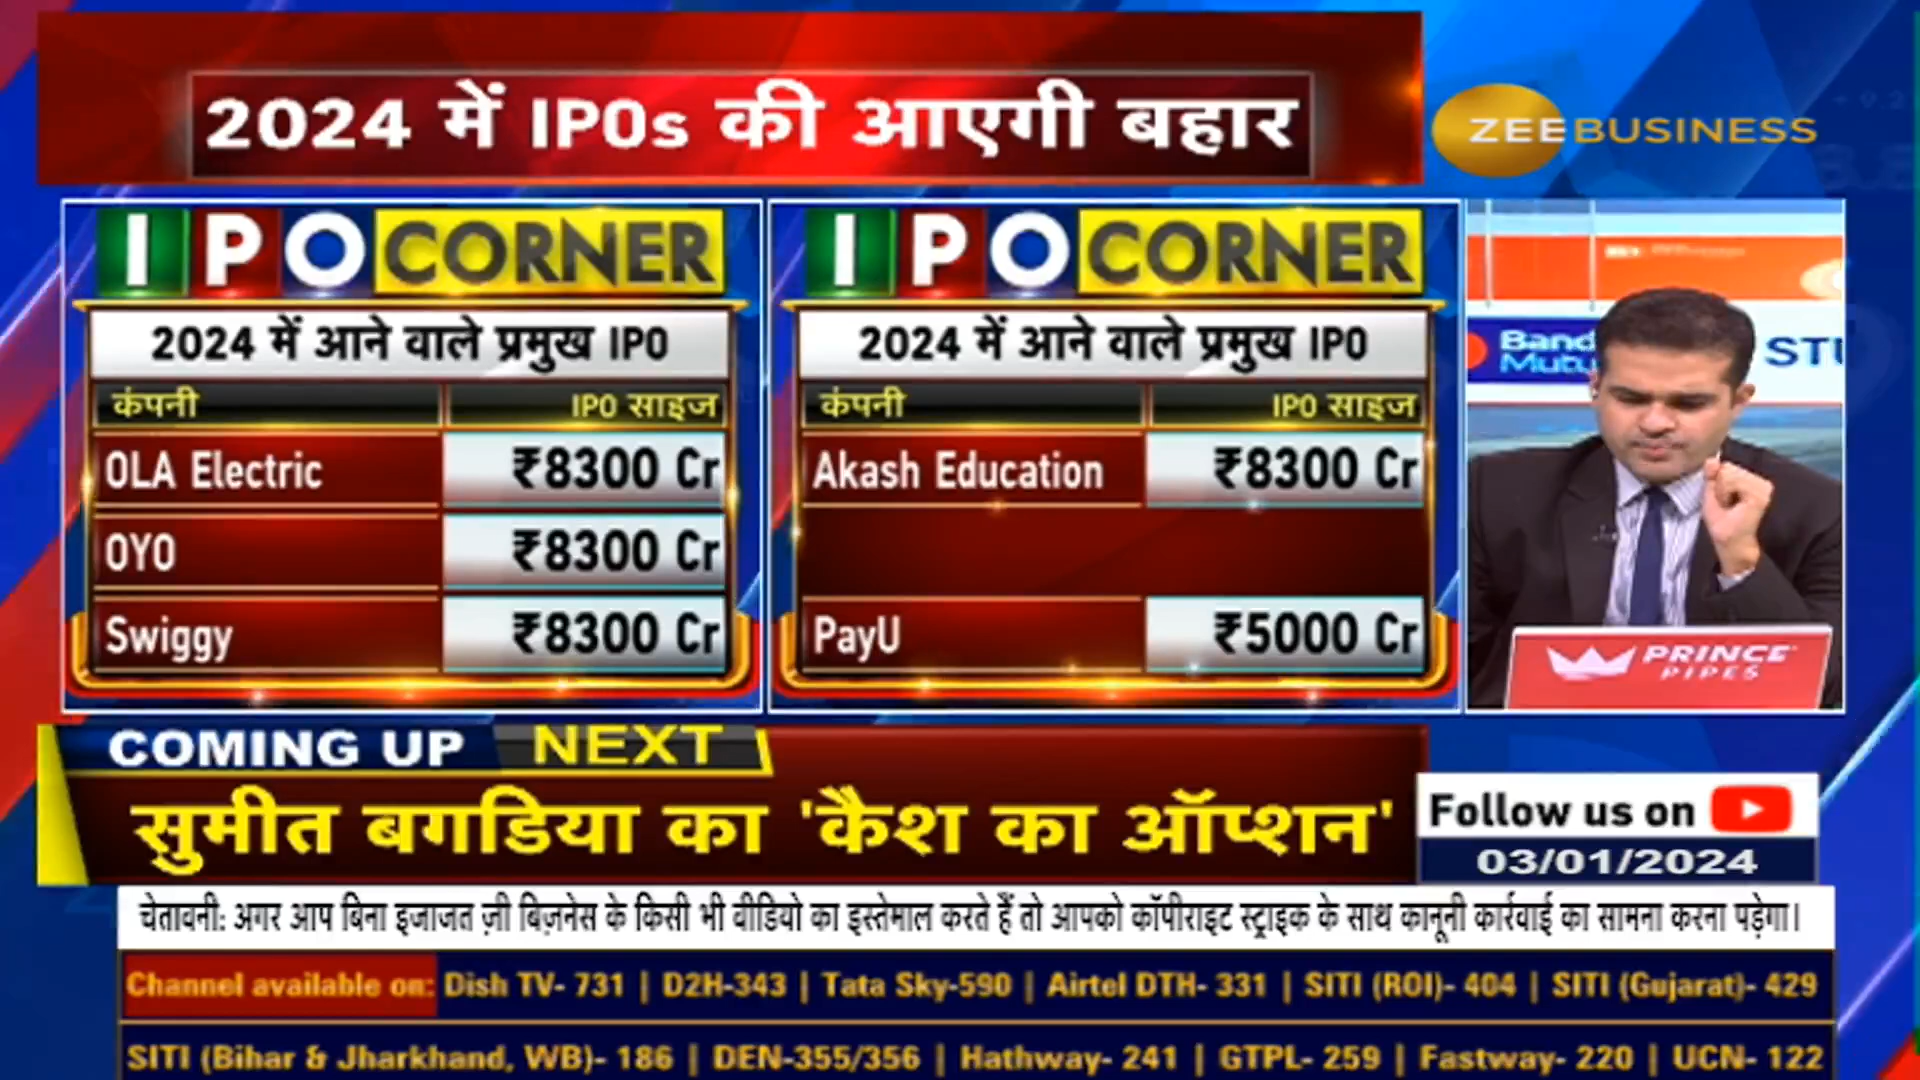 2024 में IPOs की आएगी बहार
ZEEBUSINESS
IPO CORNER
2024 में आने वाले प्रमुख IPO
कंपनी IPO साइज
OLA Electric ₹8300 Cr
OYO ₹8300 Cr
Swiggy ₹8300 Cr
IPO CORNER
2024 में आने वाले प्रमुख IPO
कंपनी IPO साइज
Akash Education ₹8300 Cr
PayU ₹5000 Cr
Band
Mutu
STU
PRINCE
PIPES
COMING UP NEXT
सुमीत बगडिया का 'कैश का ऑप्शन'
Follow us on
03/01/2024
चेतावनी: अगर आप बिना इजाजत ज़ी बिज़नेस के किसी भी वीडियो का इस्तेमाल करते हैं तो आपको कॉपीराइट स्ट्राइक के साथ कानूनी कार्रवाई का सामना करना पड़ेगा।
Channel available on: Dish TV- 731 | D2H-343 | Tata Sky-590 | Airtel DTH- 331 | SITI (ROI)- 404 | SITI (Gujarat)- 429
SITI (Bihar & Jharkhand, WB)- 186 | DEN-355/356 | Hathway- 241 | GTPL- 259 | Fastway- 220 | UCN- 122